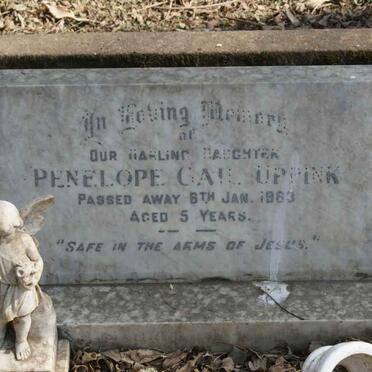 In Loving Memory
of
OUR DARLING DAUGHTER
PENELOPE GAIL UPPINK
PASSED AWAY 6TH JAN. 1963
AGED 5 YEARS.
"SAFE IN THE ARMS OF JESUS."